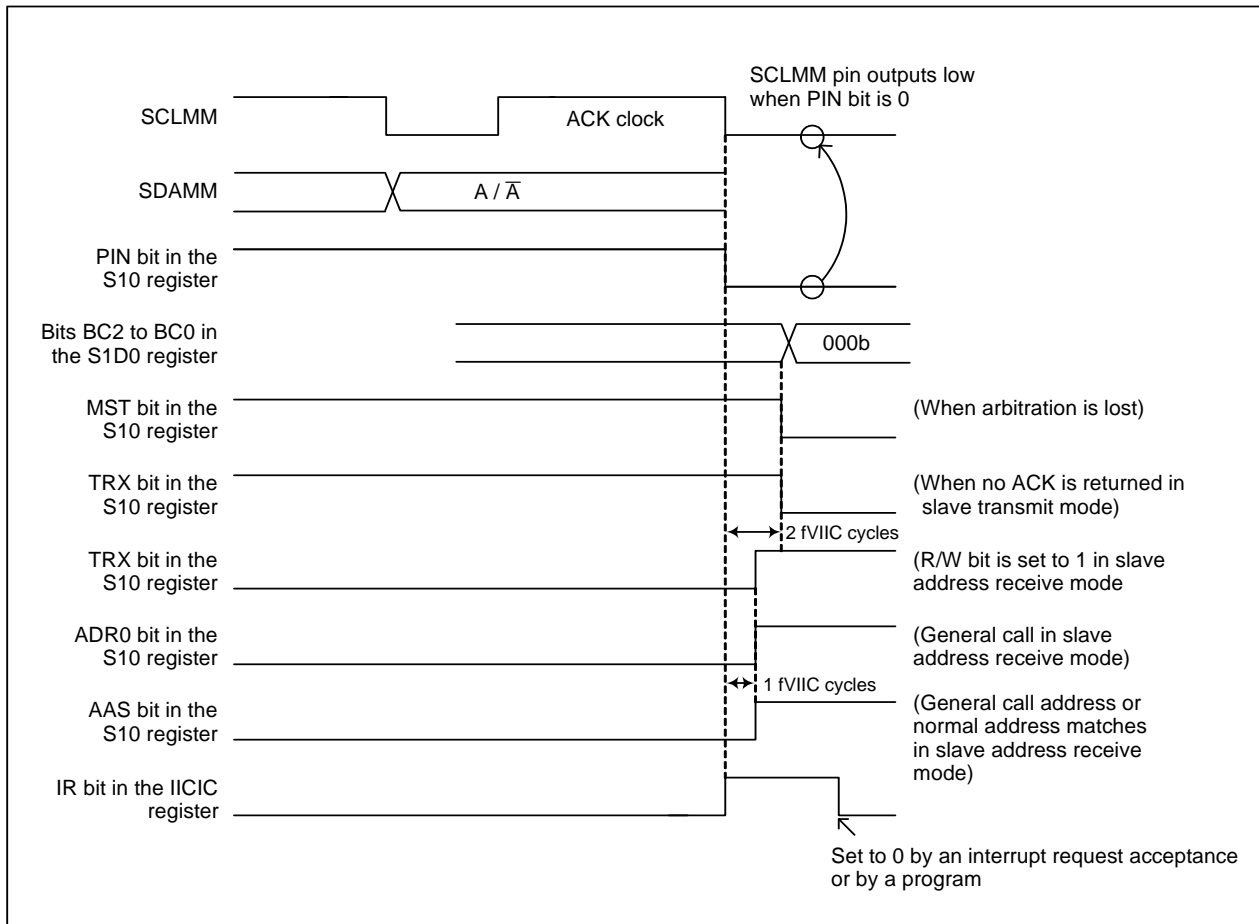 SCLMM pin outputs low
when PIN bit is 0
SCLMM
ACK clock
SDAMM
A / A̅
PIN bit in the
S10 register
Bits BC2 to BC0 in
the S1D0 register
000b
MST bit in the
S10 register
(When arbitration is lost)
TRX bit in the
S10 register
(When no ACK is returned in
slave transmit mode)
2 fVIIC cycles
TRX bit in the
S10 register
(R/W bit is set to 1 in slave
address receive mode
ADR0 bit in the
S10 register
(General call in slave
address receive mode)
1 fVIIC cycles
AAS bit in the
S10 register
(General call address or
normal address matches
in slave address receive
mode)
IR bit in the IICIC
register
Set to 0 by an interrupt request acceptance
or by a program